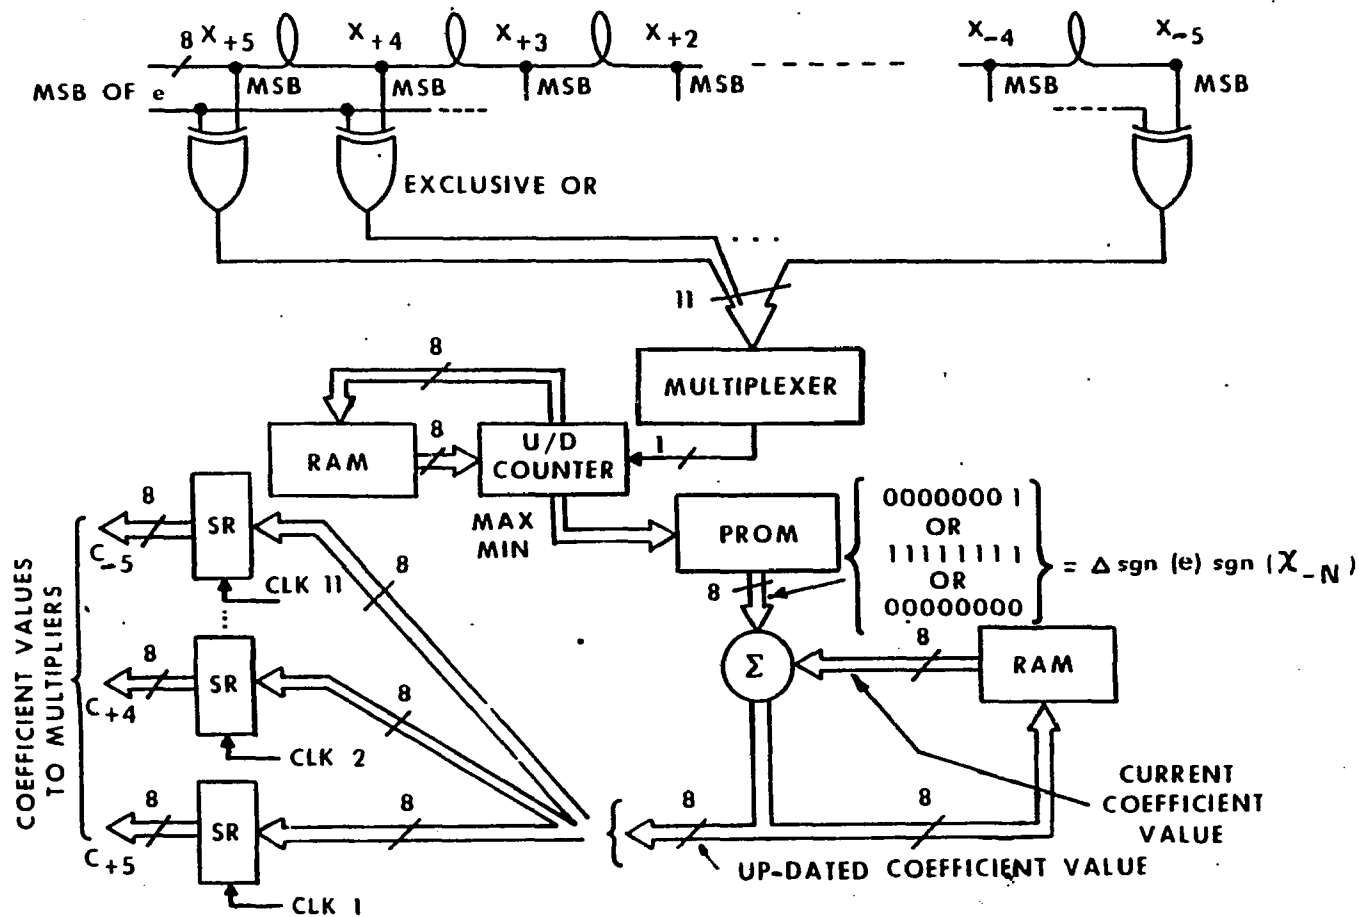 8 X+5 X+4 X+3 X+2 X-4 X-5
MSB MSB MSB MSB MSB MSB
MSB OF e
EXCLUSIVE OR
11
MULTIPLEXER
8
RAM
8
U/D
COUNTER
1
MAX
MIN
PROM
8
00000001
OR
11111111
OR
00000000
= Δ sgn (e) sgn (X-N)
Σ
8
RAM
CURRENT
COEFFICIENT
VALUE
8
8
UP-DATED COEFFICIENT VALUE
COEFFICIENT VALUES
TO MULTIPLIERS
8
C-5
SR
CLK 11
8
8
C+4
SR
CLK 2
8
8
C+5
SR
CLK 1
8